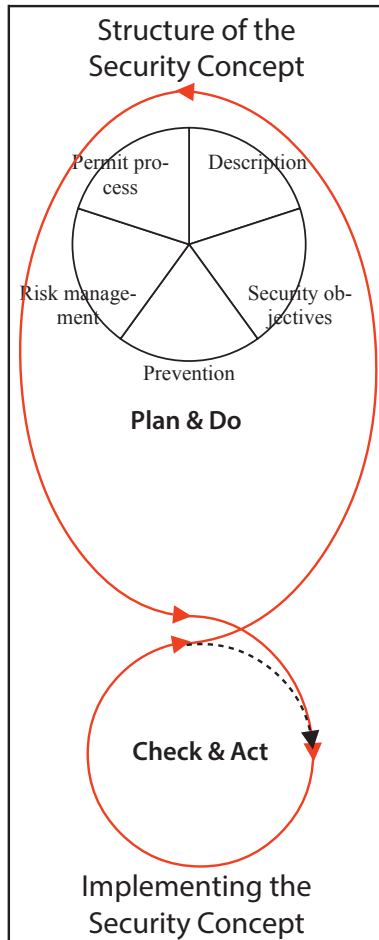 Structure of the
Security Concept
Permit pro-
cess
Description
Risk manage-
ment
Security ob-
jectives
Prevention
Plan & Do
Check & Act
Implementing the
Security Concept